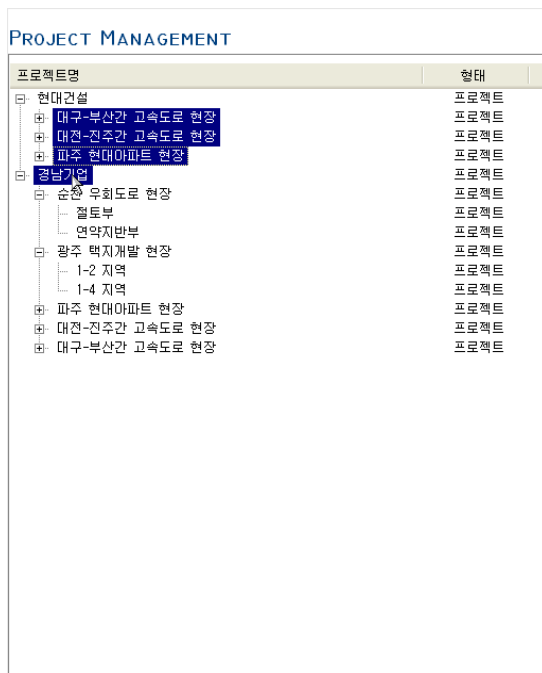 PROJECT MANAGEMENT
프로젝트명 형태
현대건설 프로젝트
대구-부산간 고속도로 현장 프로젝트
대전-진주간 고속도로 현장 프로젝트
파주 현대아파트 현장 프로젝트
경남기업 프로젝트
순천 우회도로 현장 프로젝트
절토부 프로젝트
연약지반부 프로젝트
광주 택지개발 현장 프로젝트
1-2 지역 프로젝트
1-4 지역 프로젝트
파주 현대아파트 현장 프로젝트
대전-진주간 고속도로 현장 프로젝트
대구-부산간 고속도로 현장 프로젝트